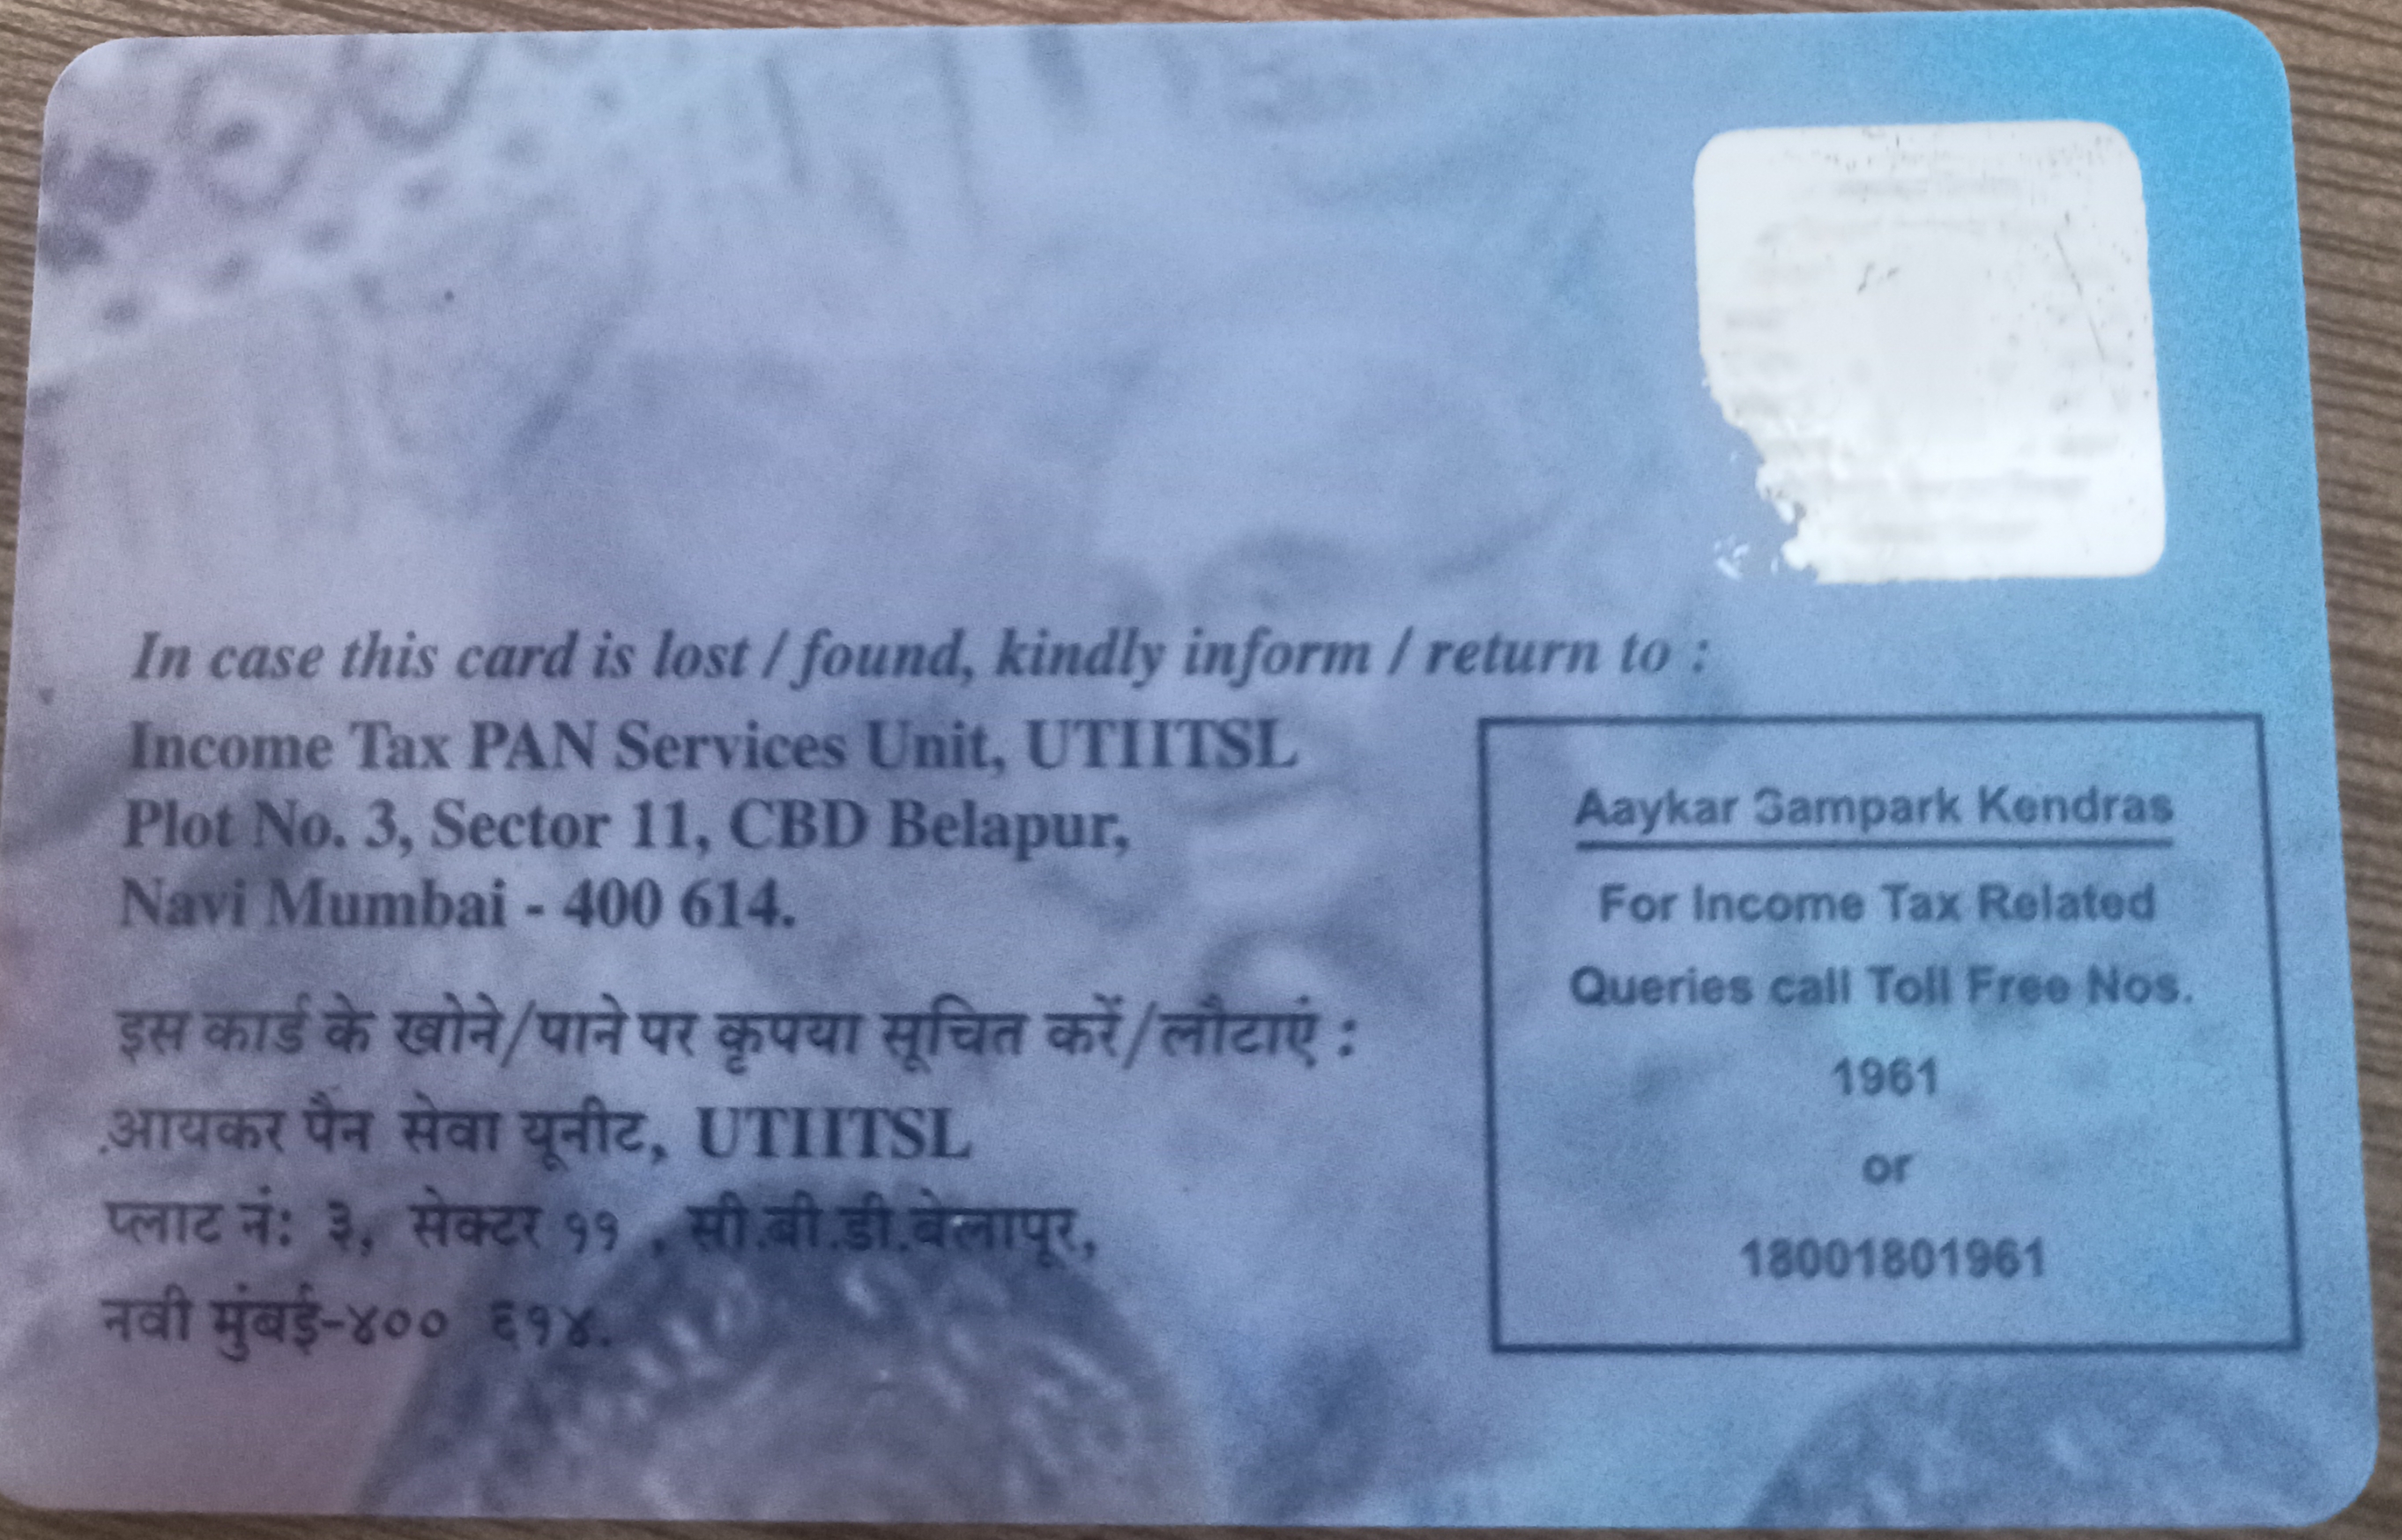 In case this card is lost / found, kindly inform / return to :
Income Tax PAN Services Unit, UTIITSL
Plot No. 3, Sector 11, CBD Belapur,
Navi Mumbai - 400 614.
इस कार्ड के खोने/पाने पर कृपया सूचित करें/लौटाएं :
आयकर पैन सेवा यूनीट, UTIITSL
प्लाट नं: ३, सेक्टर ११ , सी.बी.डी.बेलापूर,
नवी मुंबई-४०० ६१४.
Aaykar Sampark Kendras
For Income Tax Related
Queries call Toll Free Nos.
1961
or
18001801961